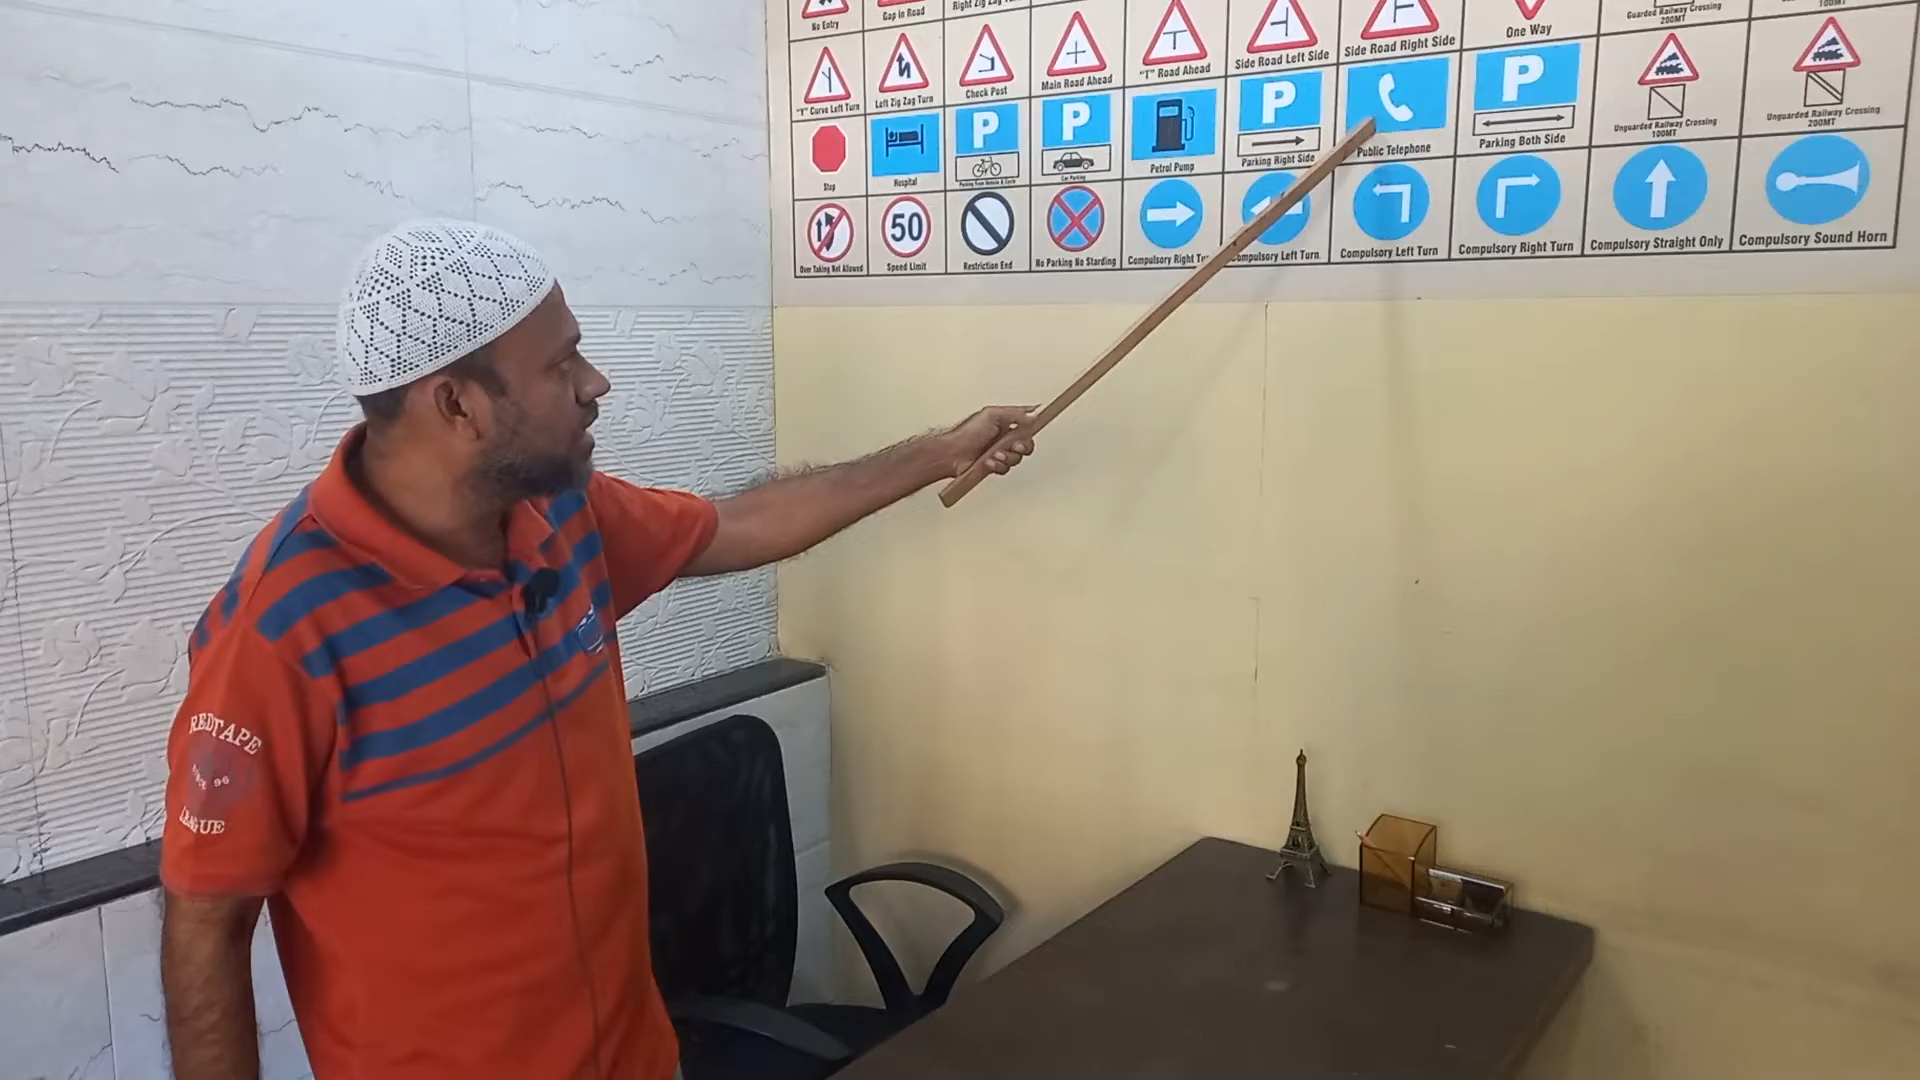 No Entry
Gap in Road
Right Zig Zag Turn
Guarded Railway Crossing
200MT
100MT
"Y" Curve Left Turn
Left Zig Zag Turn
Check Post
Main Road Ahead
"T" Road Ahead
Side Road Left Side
Side Road Right Side
One Way
Unguarded Railway Crossing
100MT
Unguarded Railway Crossing
200MT
Stop
Hospital
P
P
Car Parking
Petrol Pump
P
Parking Right Side
Public Telephone
P
Parking Both Side
Over Taking Not Allowed
50
Speed Limit
Restriction End
No Parking No Standing
Compulsory Right
Compulsory Left Turn
Compulsory Left Turn
Compulsory Right Turn
Compulsory Straight Only
Compulsory Sound Horn
REDTAPE
SINCE 96
LEAGUE